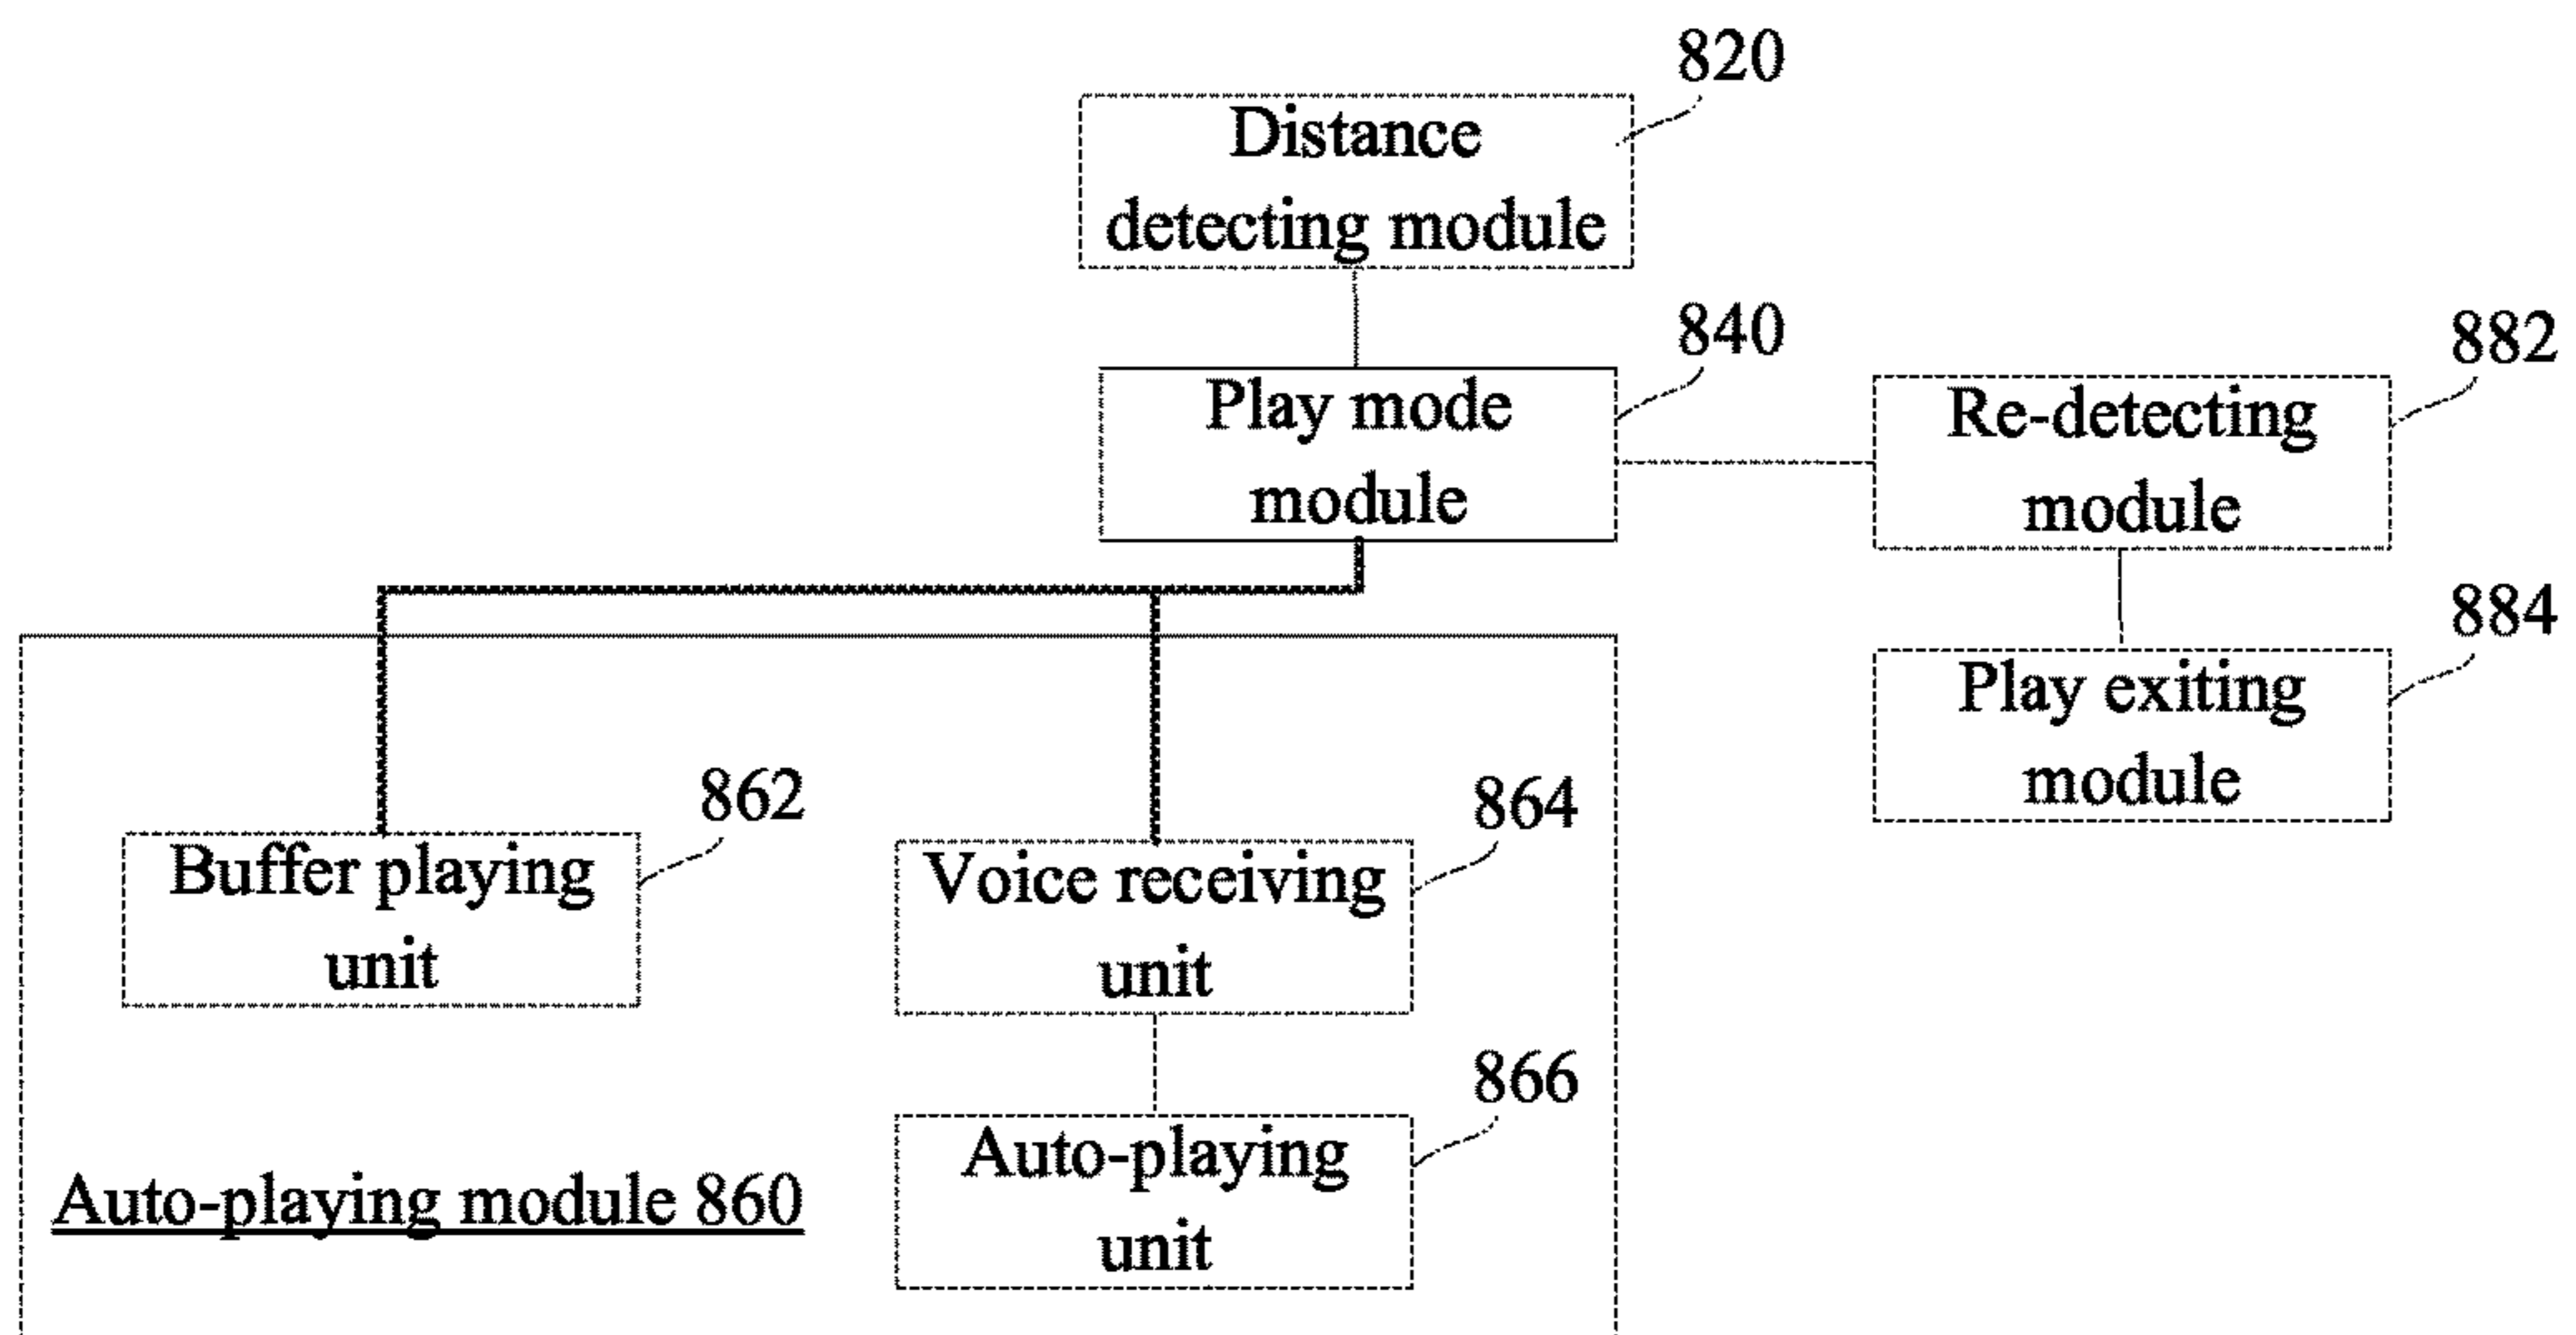 820
Distance
detecting module
840
Play mode
module
882
Re-detecting
module
884
Play exiting
module
862
Buffer playing
unit
864
Voice receiving
unit
866
Auto-playing
unit
Auto-playing module 860